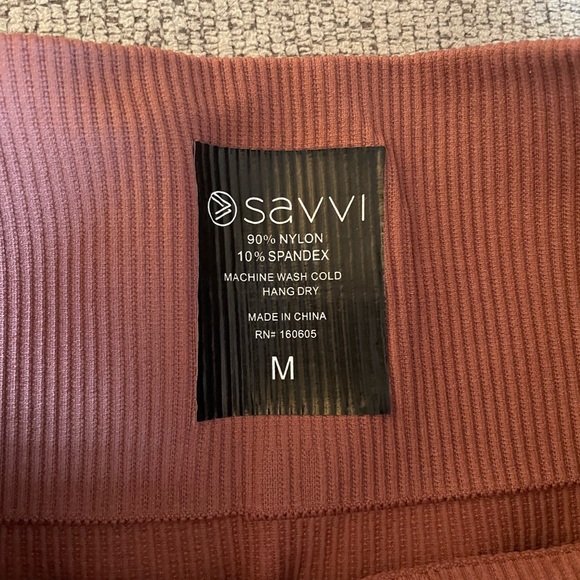 savvi
90% NYLON
10% SPANDEX
MACHINE WASH COLD
HANG DRY
MADE IN CHINA
RN# 160605
M